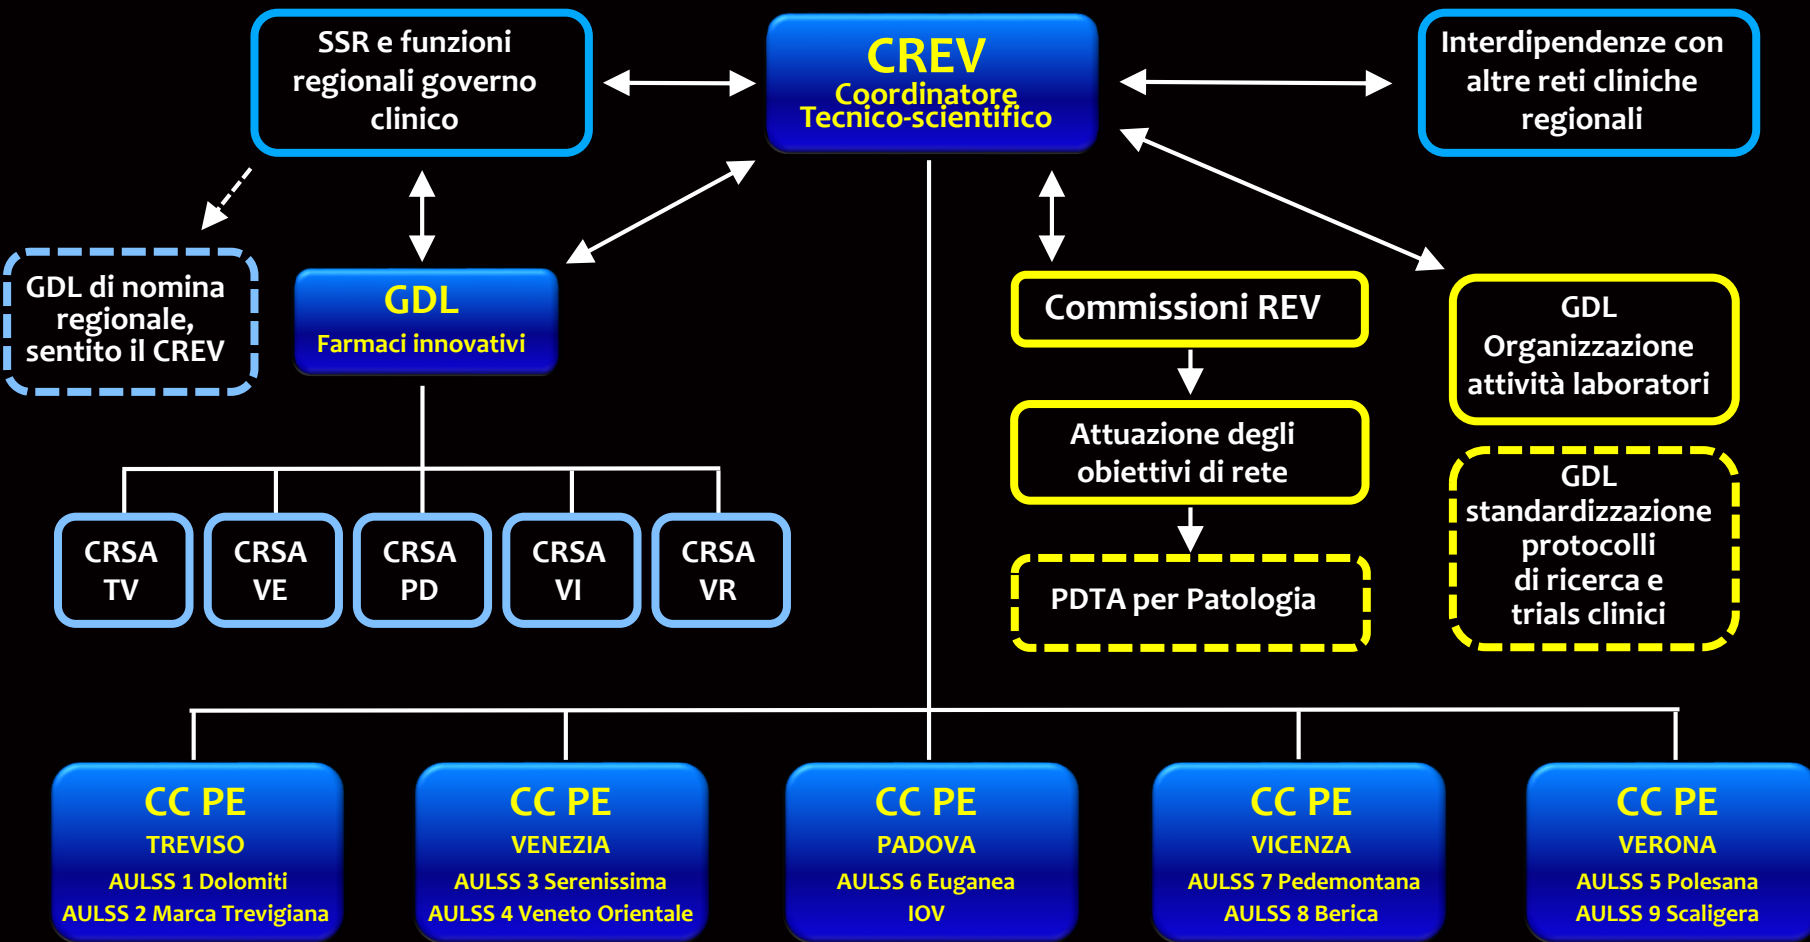 SSR e funzioni
regionali governo
clinico
CREV
Coordinatore
Tecnico-scientifico
Interdipendenze con
altre reti cliniche
regionali
GDL di nomina
regionale,
sentito il CREV
GDL
Farmaci innovativi
Commissioni REV
GDL
Organizzazione
attività laboratori
Attuazione degli
obiettivi di rete
GDL
standardizzazione
protocolli
di ricerca e
trials clinici
CRSA
TV
CRSA
VE
CRSA
PD
CRSA
VI
CRSA
VR
PDTA per Patologia
CC PE
TREVISO
AULSS 1 Dolomiti
AULSS 2 Marca Trevigiana
CC PE
VENEZIA
AULSS 3 Serenissima
AULSS 4 Veneto Orientale
CC PE
PADOVA
AULSS 6 Euganea
IOV
CC PE
VICENZA
AULSS 7 Pedemontana
AULSS 8 Berica
CC PE
VERONA
AULSS 5 Polesana
AULSS 9 Scaligera